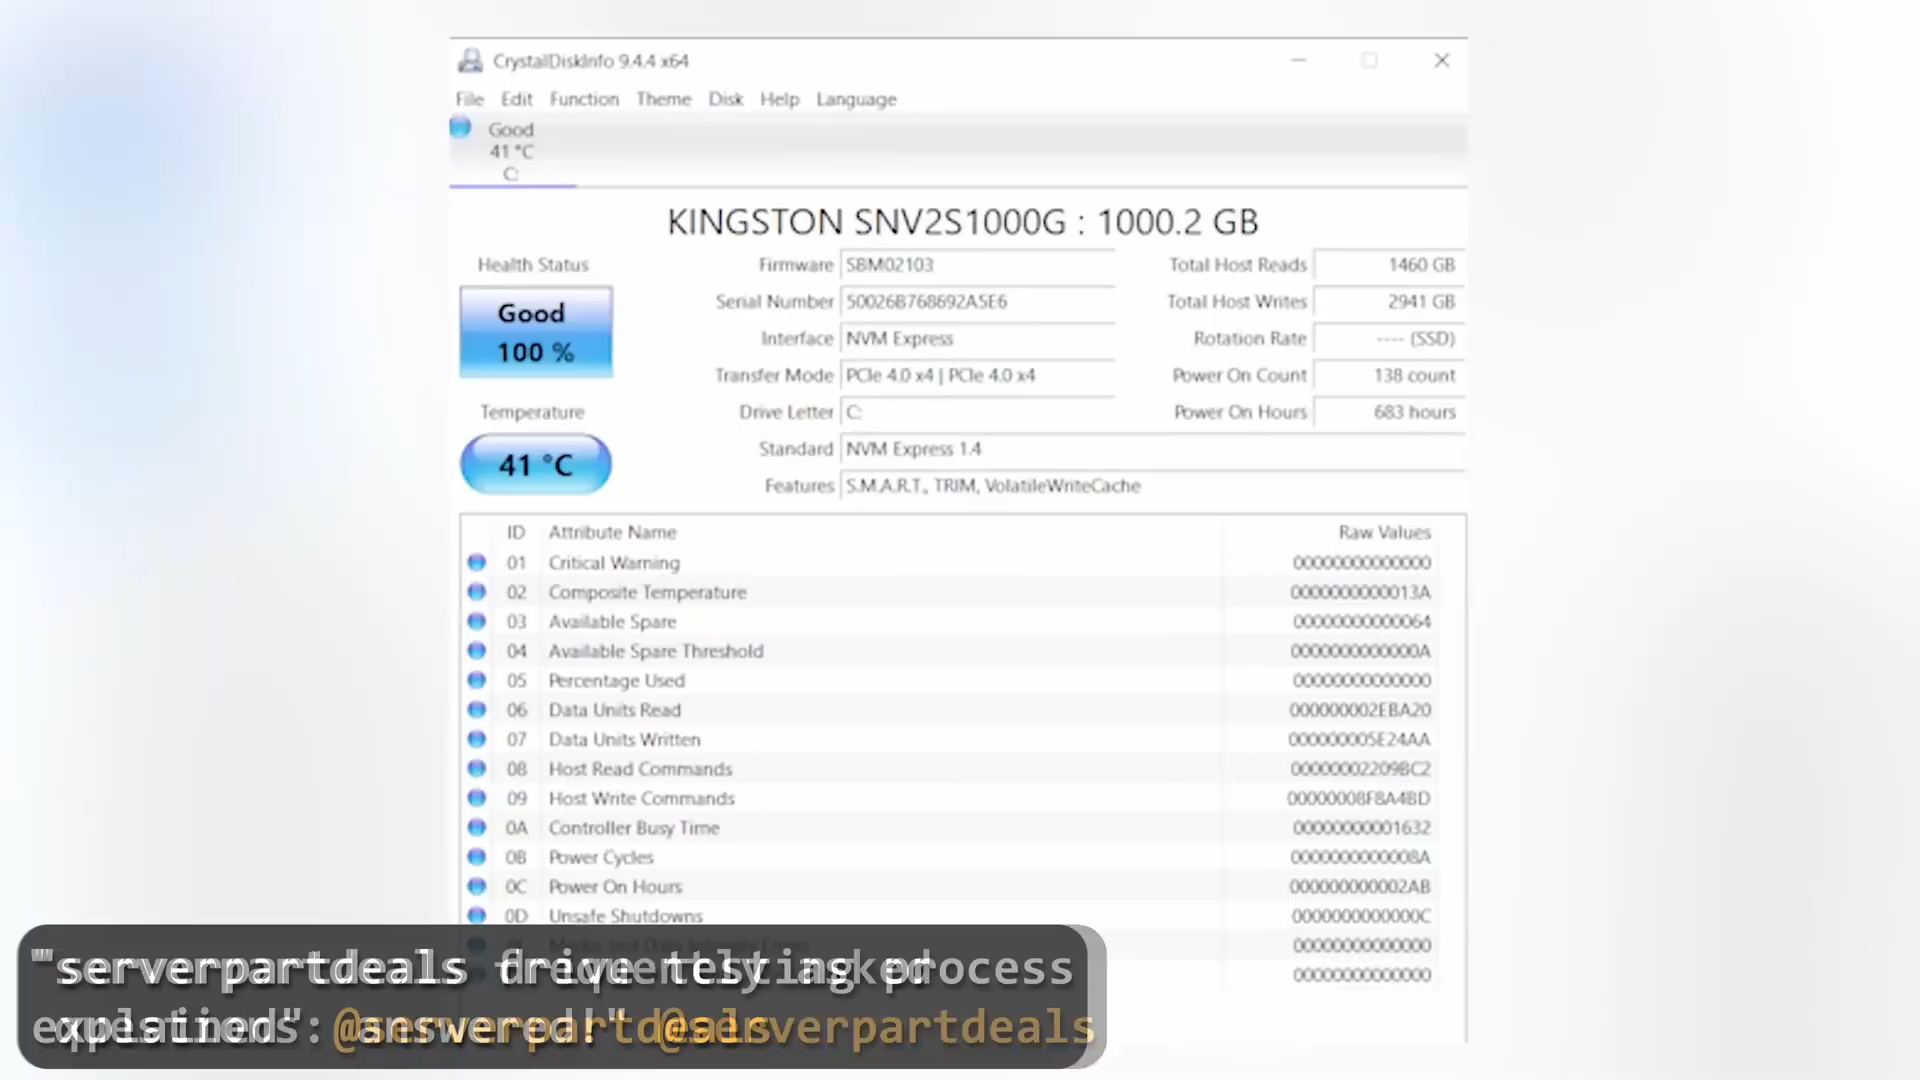 CrystalDiskInfo 9.4.4 x64
File Edit Function Theme Disk Help Language
Good
41 °C
C:
KINGSTON SNV2S1000G : 1000.2 GB
Health Status
Good
100 %
Temperature
41 °C
Firmware SBM02103
Serial Number 50026B768692A5E6
Interface NVM Express
Transfer Mode PCIe 4.0 x4 | PCIe 4.0 x4
Drive Letter C:
Standard NVM Express 1.4
Features S.M.A.R.T., TRIM, VolatileWriteCache
Total Host Reads 1460 GB
Total Host Writes 2941 GB
Rotation Rate ---- (SSD)
Power On Count 138 count
Power On Hours 683 hours
ID Attribute Name Raw Values
01 Critical Warning 00000000000000
02 Composite Temperature 0000000000013A
03 Available Spare 00000000000064
04 Available Spare Threshold 0000000000000A
05 Percentage Used 00000000000000
06 Data Units Read 000000002EBA20
07 Data Units Written 000000005E24AA
08 Host Read Commands 00000002209BC2
09 Host Write Commands 00000008F8A4BD
0A Controller Busy Time 00000000001632
0B Power Cycles 0000000000008A
0C Power On Hours 000000000002AB
0D Unsafe Shutdowns 0000000000000C
00000000000000
00000000000000
"serverpartdeals